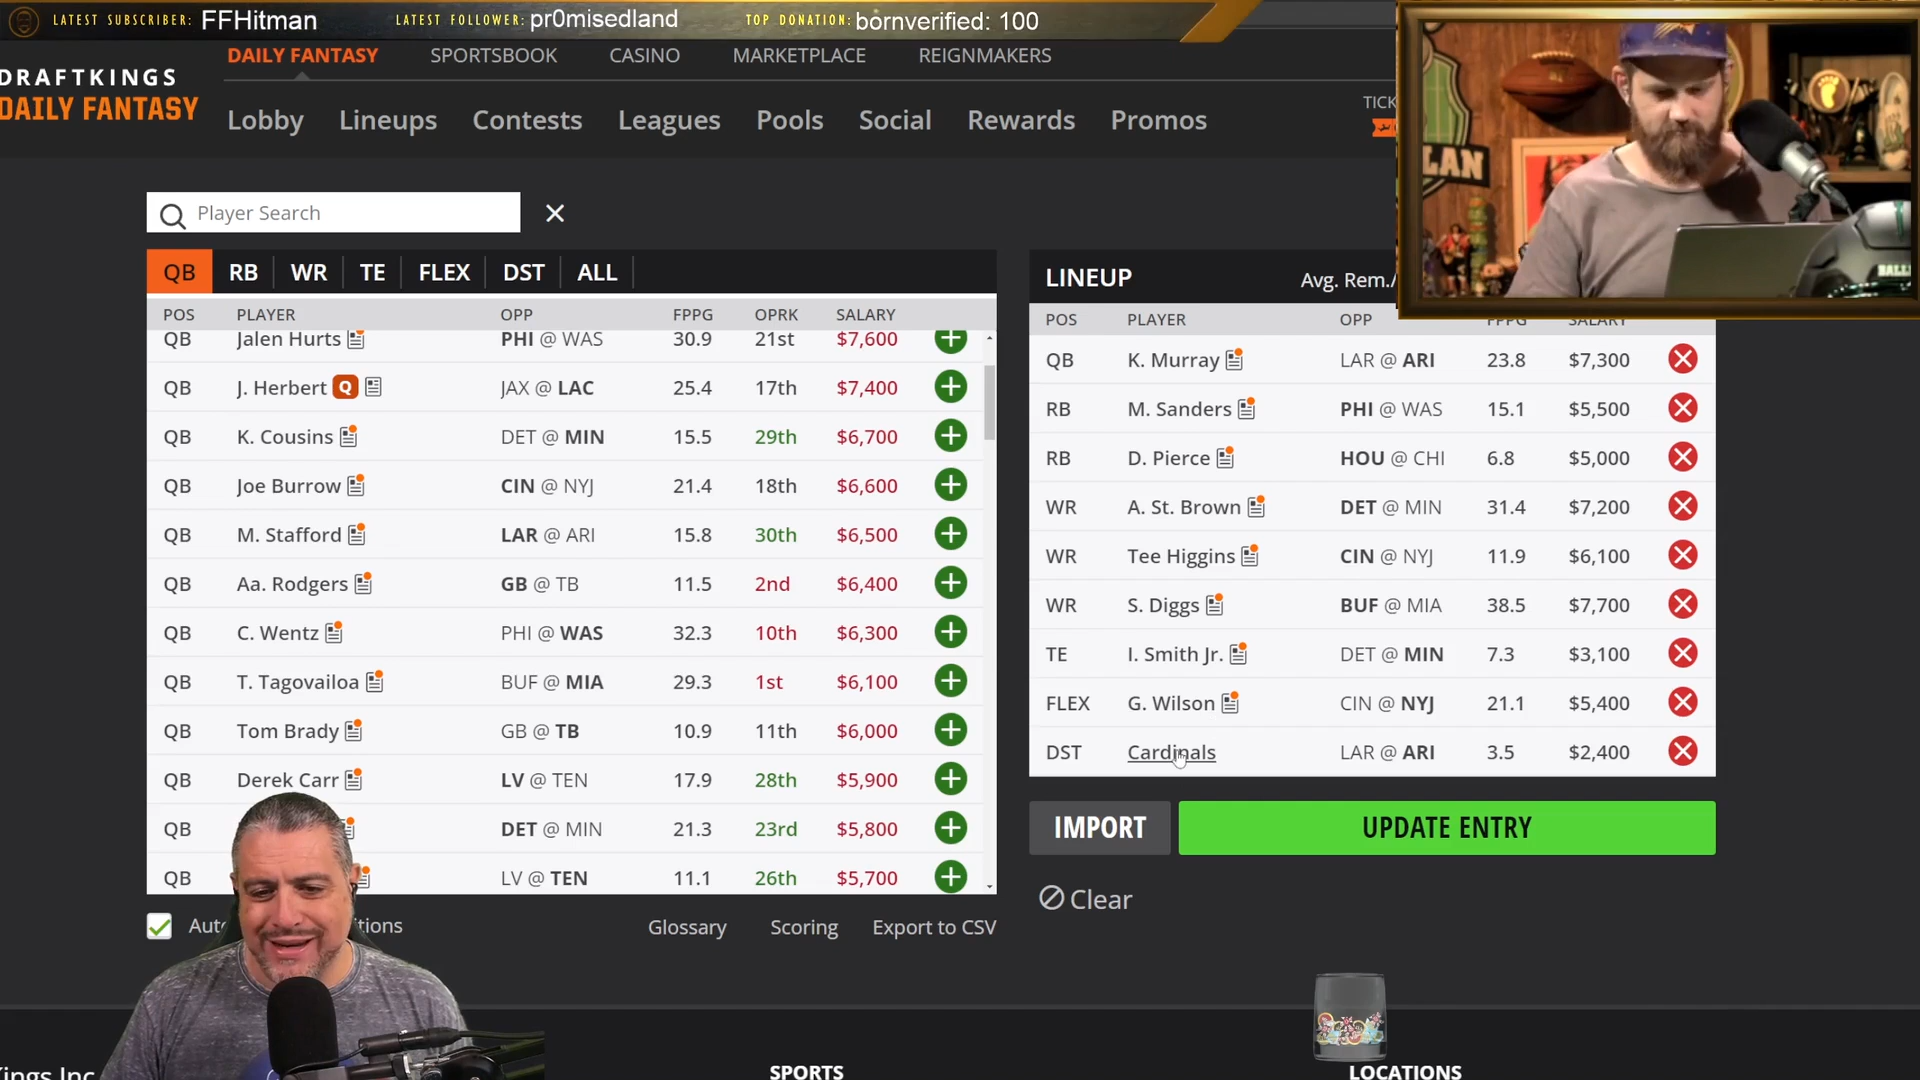 LATEST SUBSCRIBER: FFHitman LATEST FOLLOWER: pr0misedland TOP DONATION: bornverified: 100
DAILY FANTASY SPORTSBOOK CASINO MARKETPLACE REIGNMAKERS
DRAFTKINGS
DAILY FANTASY
Lobby Lineups Contests Leagues Pools Social Rewards Promos
TICK
Player Search
QB RB WR TE FLEX DST ALL
POS PLAYER OPP FPPG OPRK SALARY
QB Jalen Hurts PHI @ WAS 30.9 21st $7,600
QB J. Herbert Q JAX @ LAC 25.4 17th $7,400
QB K. Cousins DET @ MIN 15.5 29th $6,700
QB Joe Burrow CIN @ NYJ 21.4 18th $6,600
QB M. Stafford LAR @ ARI 15.8 30th $6,500
QB Aa. Rodgers GB @ TB 11.5 2nd $6,400
QB C. Wentz PHI @ WAS 32.3 10th $6,300
QB T. Tagovailoa BUF @ MIA 29.3 1st $6,100
QB Tom Brady GB @ TB 10.9 11th $6,000
QB Derek Carr LV @ TEN 17.9 28th $5,900
QB DET @ MIN 21.3 23rd $5,800
QB LV @ TEN 11.1 26th $5,700
Glossary Scoring Export to CSV
LINEUP Avg. Rem./
POS PLAYER OPP FPPG SALARY
QB K. Murray LAR @ ARI 23.8 $7,300
RB M. Sanders PHI @ WAS 15.1 $5,500
RB D. Pierce HOU @ CHI 6.8 $5,000
WR A. St. Brown DET @ MIN 31.4 $7,200
WR Tee Higgins CIN @ NYJ 11.9 $6,100
WR S. Diggs BUF @ MIA 38.5 $7,700
TE I. Smith Jr. DET @ MIN 7.3 $3,100
FLEX G. Wilson CIN @ NYJ 21.1 $5,400
DST Cardinals LAR @ ARI 3.5 $2,400
IMPORT UPDATE ENTRY
Clear
Kings Inc SPORTS LOCATIONS